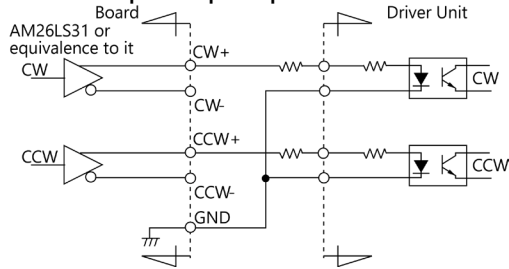 Board
Driver Unit
AM26LS31 or
equivalence to it
CW
CW+
CW
CW-
CCW+
CCW
CCW
CCW-
GND